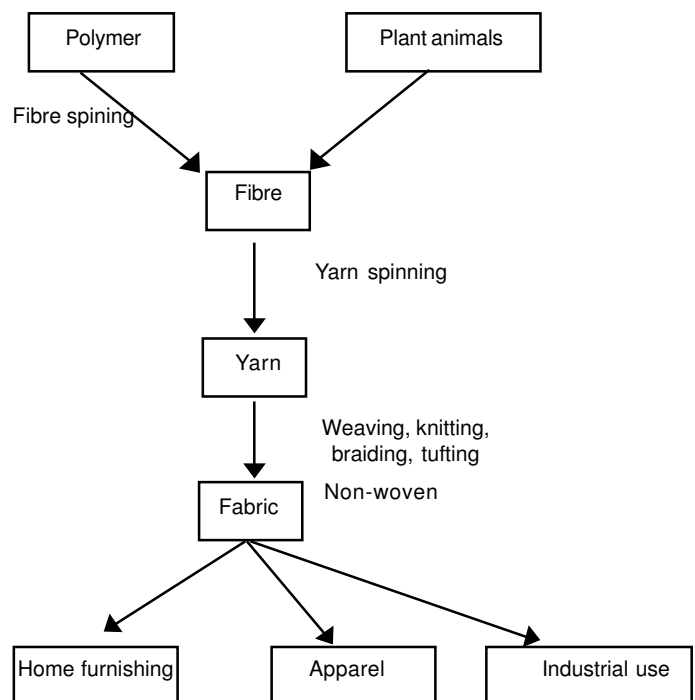 Polymer
Plant animals
Fibre spining
Fibre
Yarn spinning
Yarn
Weaving, knitting,
braiding, tufting
Non-woven
Fabric
Home furnishing
Apparel
Industrial use